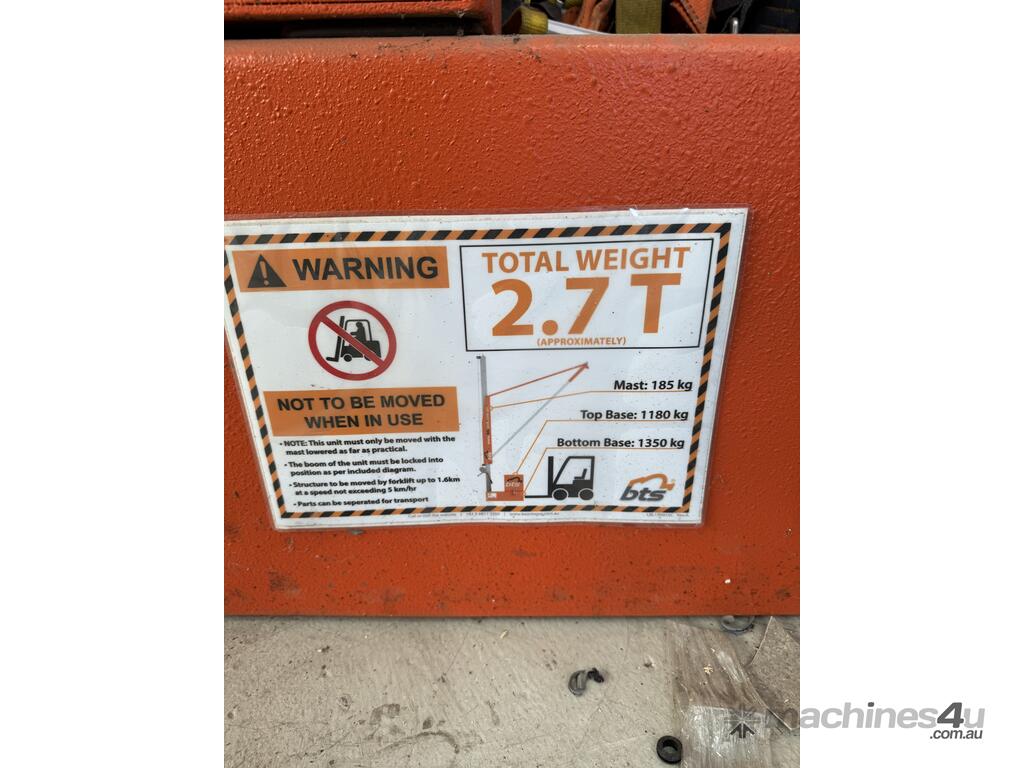 WARNING
NOT TO BE MOVED
WHEN IN USE
• NOTE: This unit must only be moved with the
mast lowered as far as practical.
• The boom of the unit must be locked into
position as per included diagram.
• Structure to be moved by forklift up to 1.6km
at a speed not exceeding 5 km/hr
• Parts can be seperated for transport
TOTAL WEIGHT
2.7 T
(APPROXIMATELY)
Mast: 185 kg
Top Base: 1180 kg
Bottom Base: 1350 kg
bts
bts
machines4u
.com.au